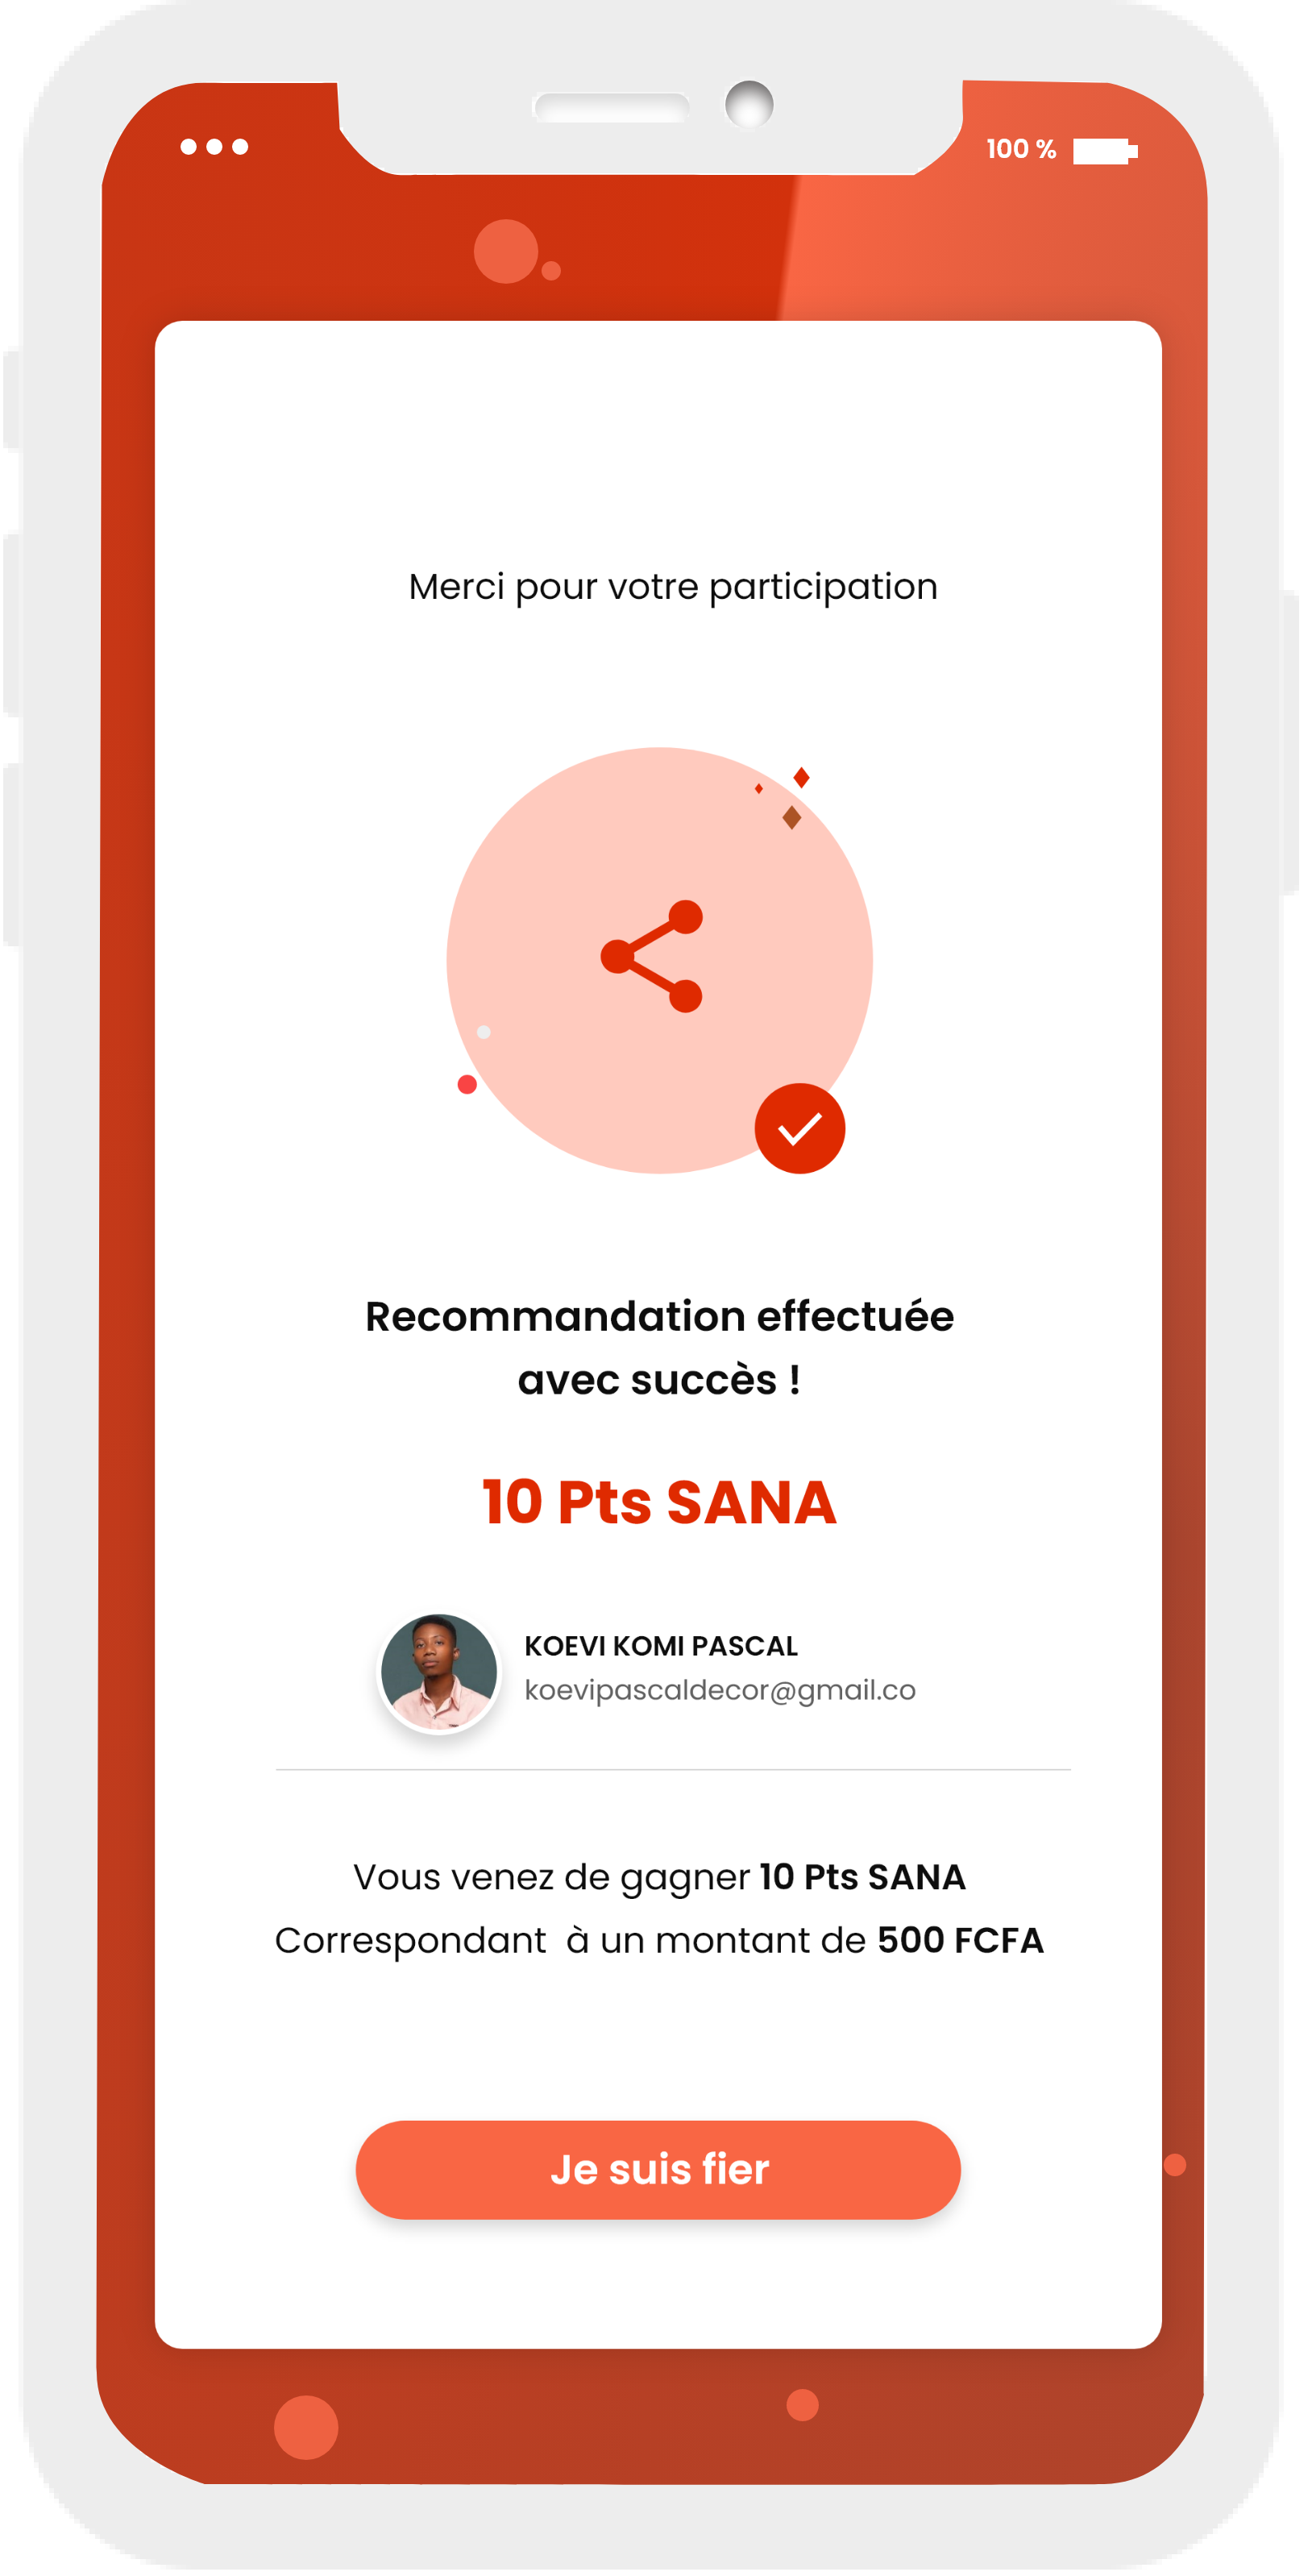 100 %
Merci pour votre participation
Recommandation effectuée
avec succès !
10 Pts SANA
KOEVI KOMI PASCAL
koevipascaldecor@gmail.co
Vous venez de gagner 10 Pts SANA
Correspondant  à un montant de 500 FCFA
Je suis fier